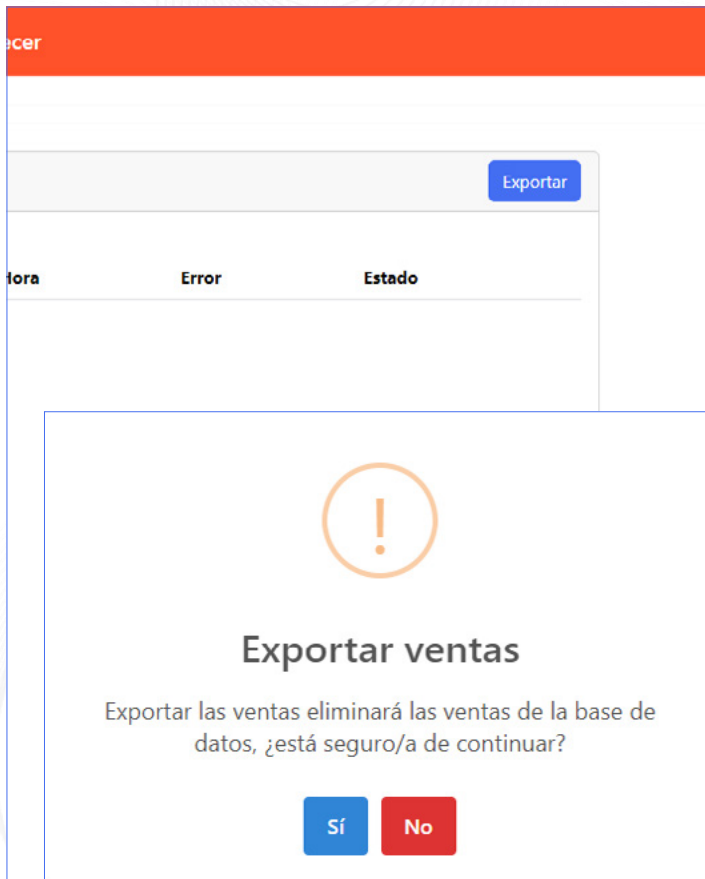 ecer
Exportar
Hora Error Estado
Exportar ventas
Exportar las ventas eliminará las ventas de la base de
datos, ¿está seguro/a de continuar?
Sí No